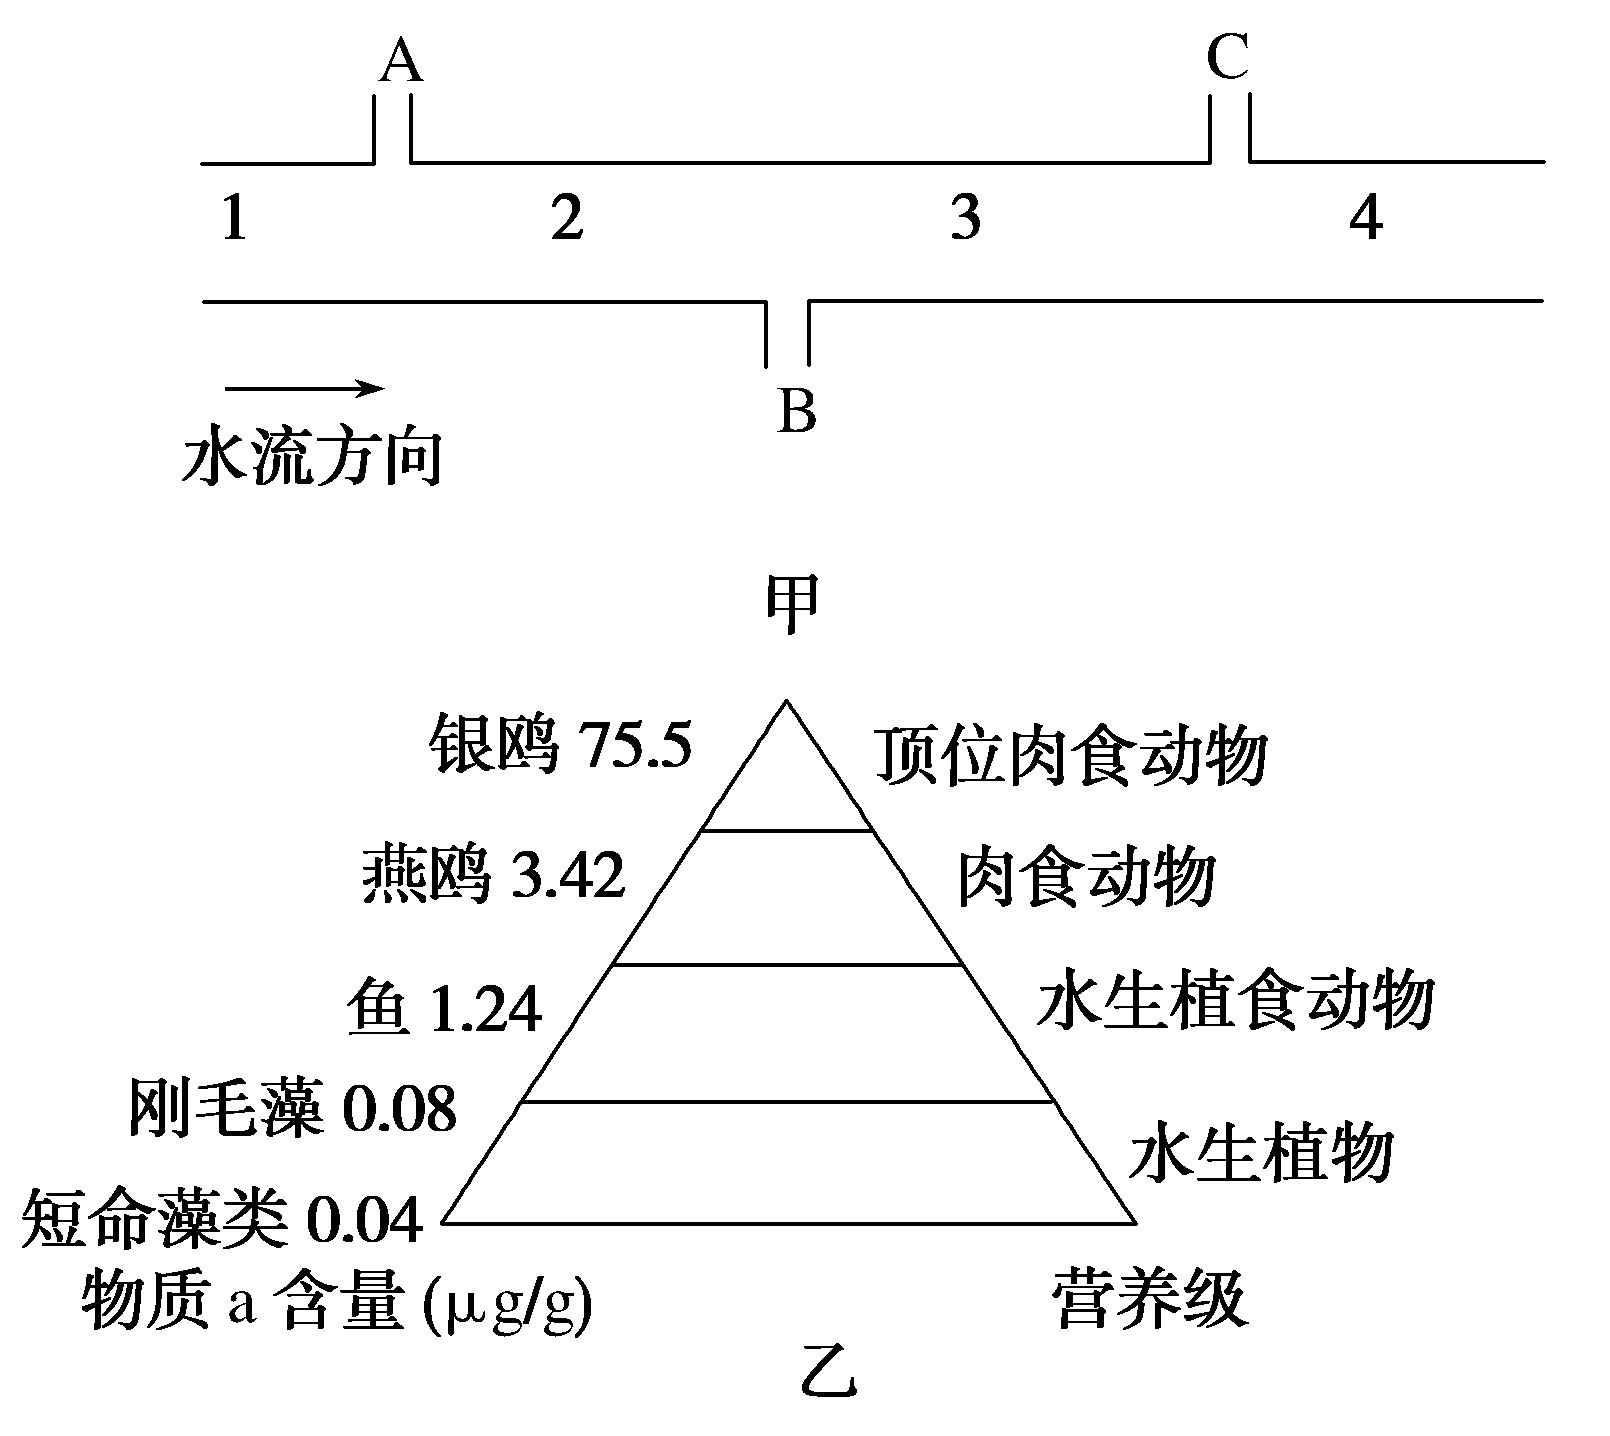 A
C
1
2
3
4
B
水流方向
甲
银鸥 75.5
顶位肉食动物
燕鸥 3.42
肉食动物
鱼 1.24
水生植食动物
刚毛藻 0.08
水生植物
短命藻类 0.04
物质 a 含量 (μg/g)
营养级
乙